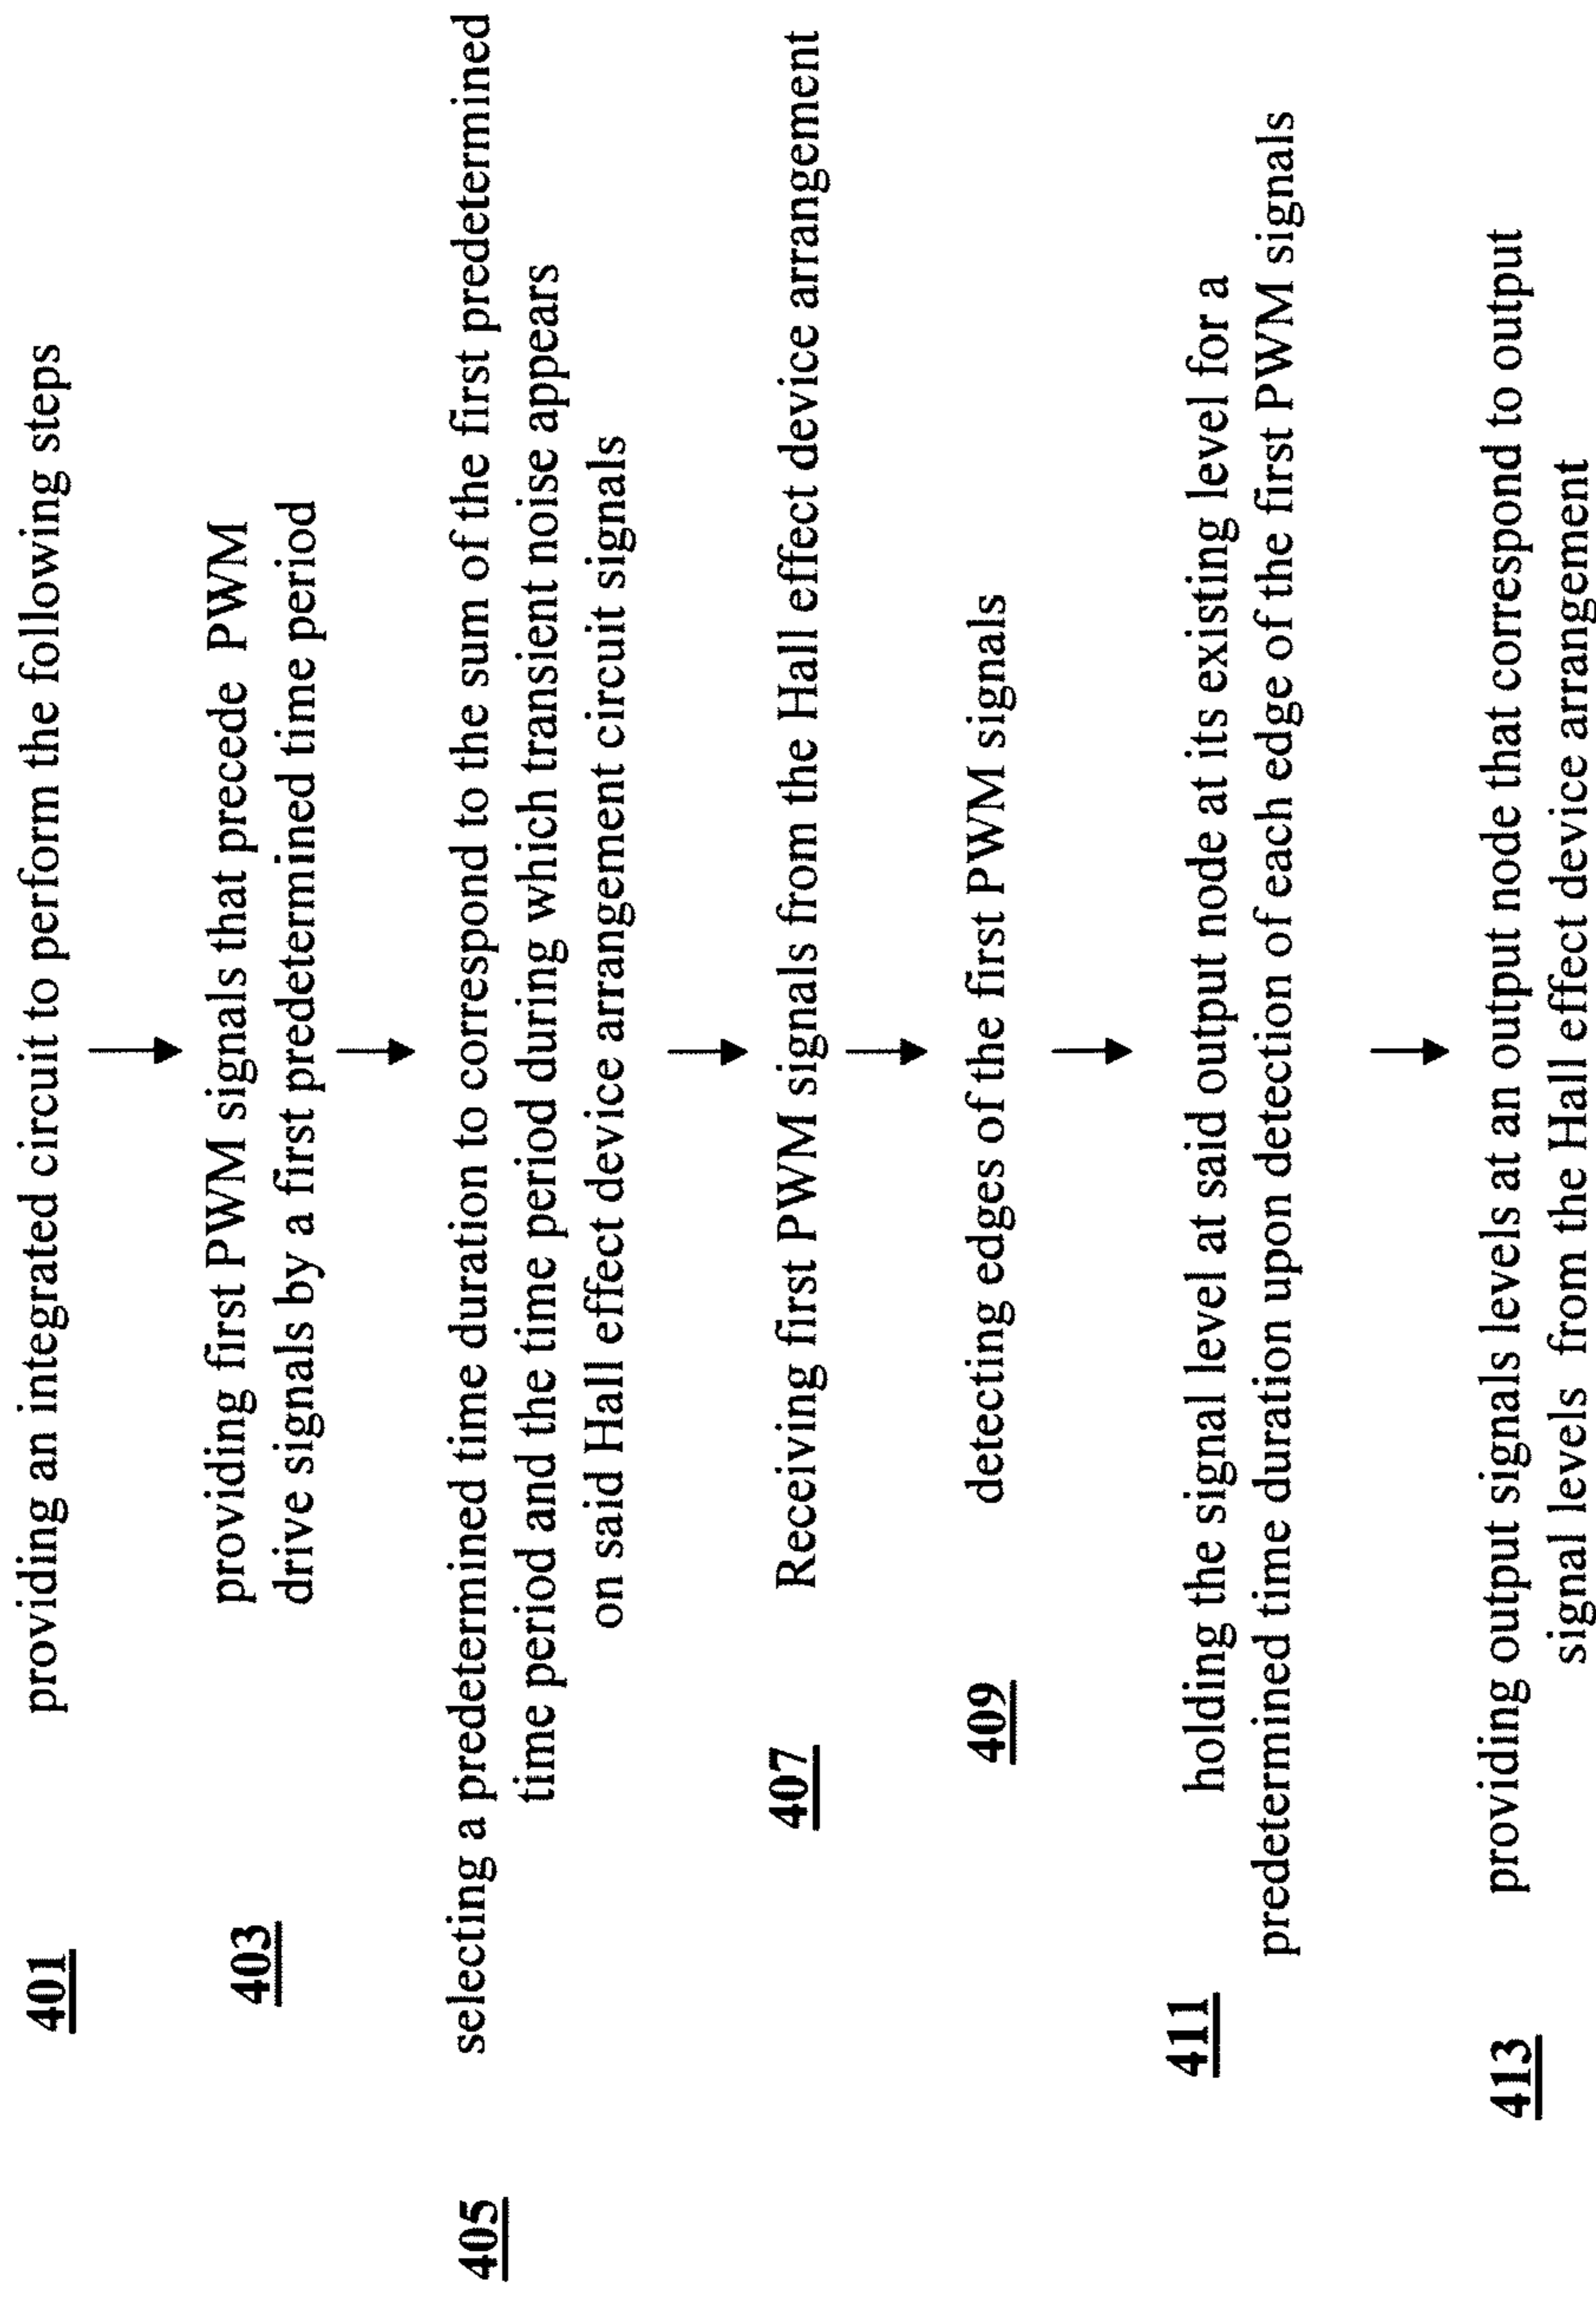 401 providing an integrated circuit to perform the following steps
403 providing first PWM signals that precede PWM
drive signals by a first predetermined time period
405 selecting a predetermined time duration to correspond to the sum of the first predetermined
time period and the time period during which transient noise appears
on said Hall effect device arrangement circuit signals
407 Receiving first PWM signals from the Hall effect device arrangement
409 detecting edges of the first PWM signals
411 holding the signal level at said output node at its existing level for a
predetermined time duration upon detection of each edge of the first PWM signals
413 providing output signals levels at an output node that correspond to output
signal levels from the Hall effect device arrangement